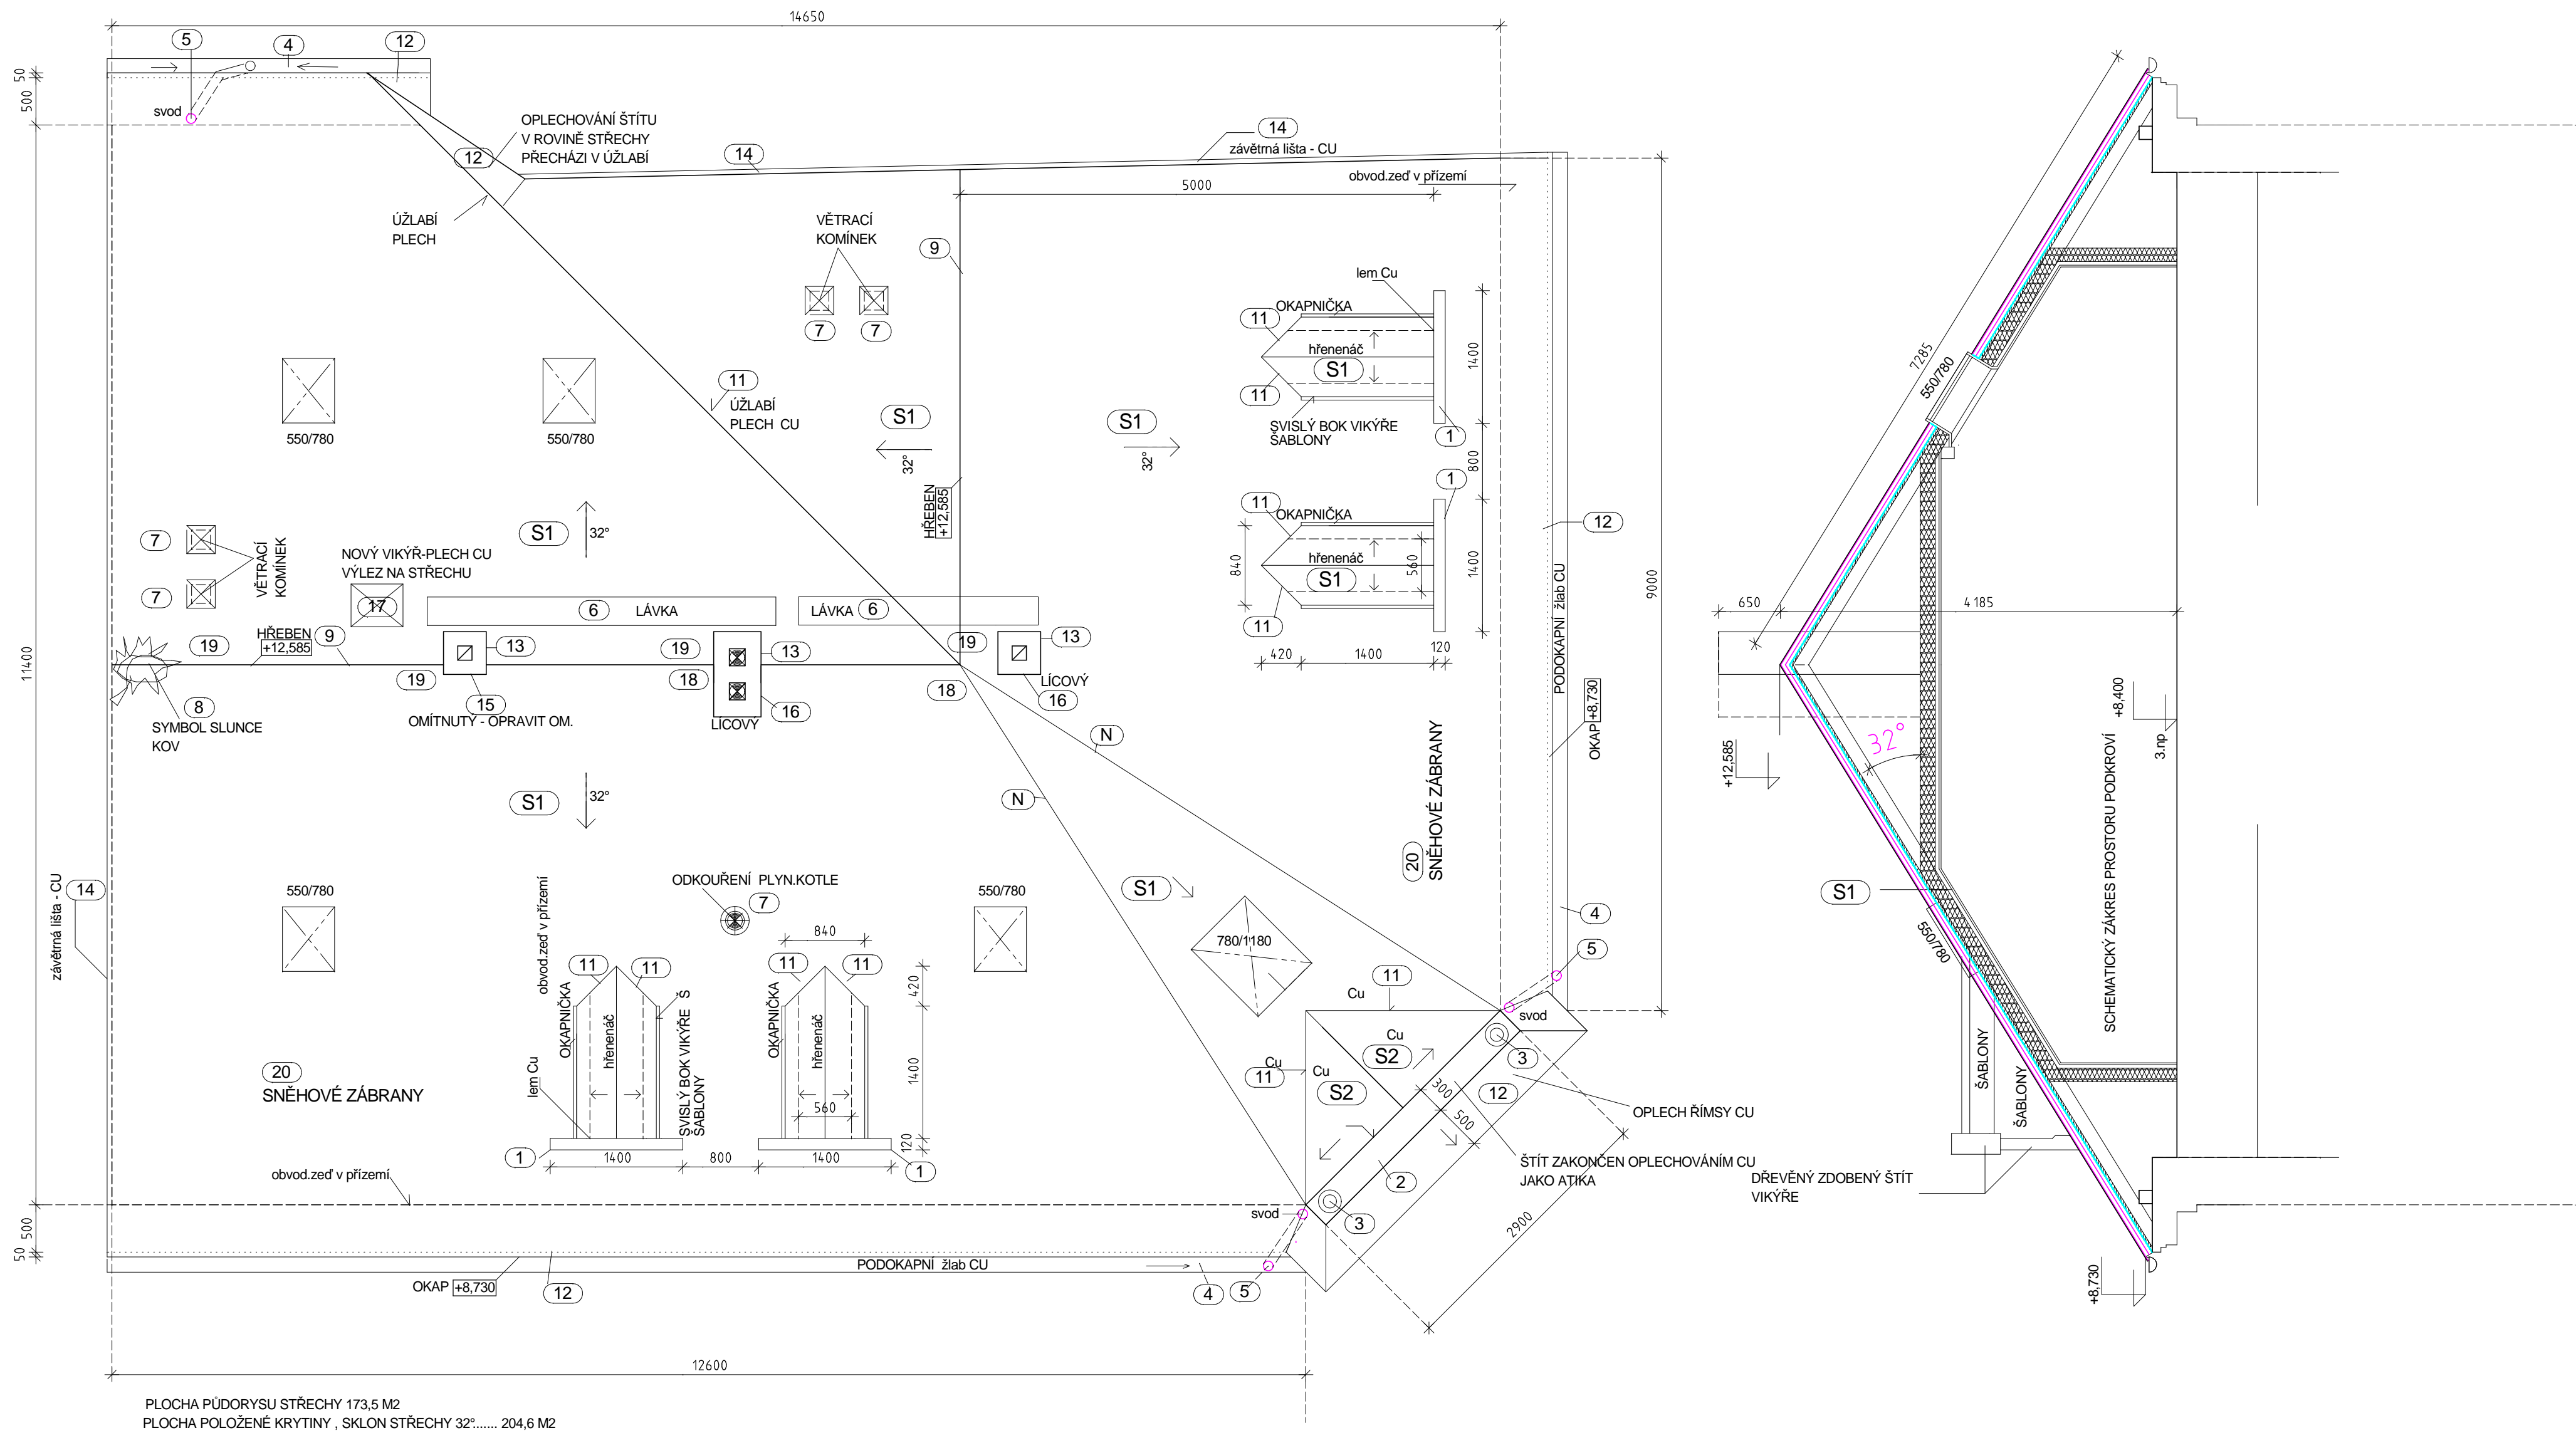 14650
5
4
12
50
500
svod
OPLECHOVÁNÍ ŠTÍTU
V ROVINĚ STŘECHY
PŘECHÁZI V ÚŽLABÍ
12
14
14
závětrná lišta - CU
obvod.zeď v přízemí
5000
ÚŽLABÍ
PLECH
VĚTRACÍ
KOMÍNEK
9
7
7
lem Cu
OKAPNIČKA
11
hřenenáč
S1
11
SVISLÝ BOK VIKÝŘE
ŠABLONY
1
1400
800
1400
550/780
550/780
11
ÚŽLABÍ
PLECH CU
S1
32°
S1
32°
HŘEBEN
+12,585
1
11
OKAPNIČKA
840
hřenenáč
560
S1
11
420
1400
120
12
9000
PODOKAPNÍ žlab CU
OKAP +8,730
11400
7
7
VĚTRACÍ
KOMÍNEK
S1
32°
NOVÝ VIKÝŘ-PLECH CU
VÝLEZ NA STŘECHU
17
6
LÁVKA
LÁVKA
6
19
HŘEBEN
+12,585
9
13
19
13
19
13
19
18
18
8
SYMBOL SLUNCE
KOV
15
OMÍTNUTÝ - OPRAVIT OM.
16
LÍCOVÝ
LÍCOVÝ
16
N
N
S1
32°
20
SNĚHOVÉ ZÁBRANY
14
závětrná lišta - CU
550/780
ODKOUŘENÍ PLYN.KOTLE
7
550/780
S1
780/1180
4
5
obvod.zeď v přízemí
840
11
11
11
11
OKAPNIČKA
hřenenáč
SVISLÝ BOK VIKÝŘE Š
ŠABLONY
OKAPNIČKA
hřenenáč
420
1400
120
560
lem Cu
20
SNĚHOVÉ ZÁBRANY
1
1400
800
1400
1
11
Cu
svod
Cu
S2
3
Cu
11
Cu
S2
300
500
12
OPLECH ŘÍMSY CU
ŠTÍT ZAKONČEN OPLECHOVÁNÍM CU
JAKO ATIKA
2
2900
obvod.zeď v přízemí
svod
3
500
50
PODOKAPNÍ žlab CU
OKAP +8,730
12
4
5
12600
PLOCHA PŮDORYSU STŘECHY 173,5 M2
PLOCHA POLOŽENÉ KRYTINY , SKLON STŘECHY 32°....... 204,6 M2
7285
550/780
650
4185
32°
+12,585
+8,400
3.np
SCHEMATICKÝ ZÁKRES PROSTORU PODKROVÍ
S1
550/780
ŠABLONY
ŠABLONY
DŘEVĚNÝ ZDOBENÝ ŠTÍT
VIKÝŘE
+8,730